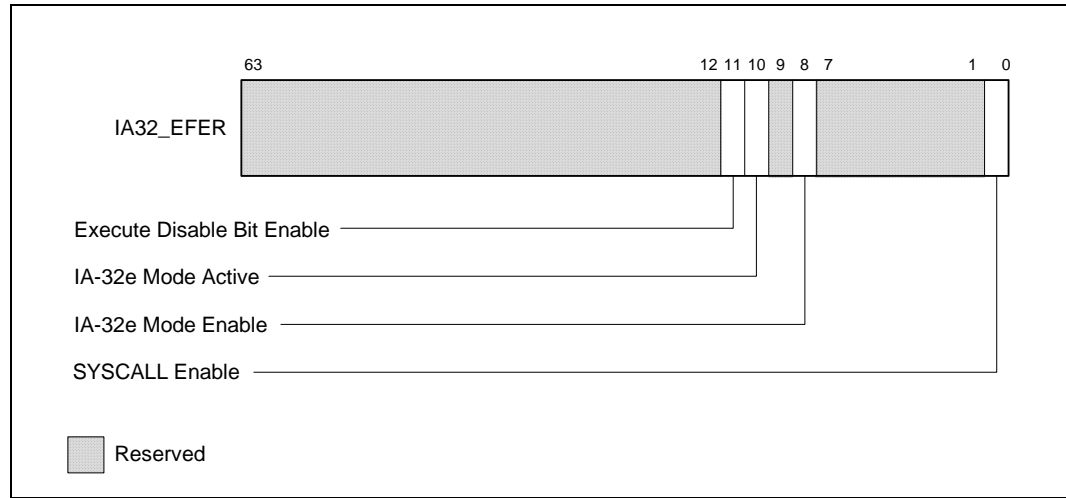 63 12 11 10 9 8 7 1 0
IA32_EFER
Execute Disable Bit Enable
IA-32e Mode Active
IA-32e Mode Enable
SYSCALL Enable
Reserved